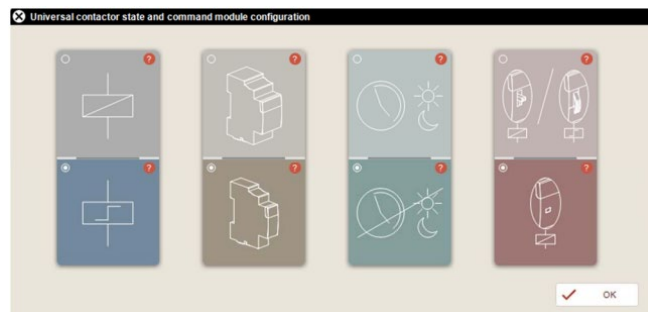 Universal contactor state and command module configuration
? ? ? ?
? ? ? ?
OK